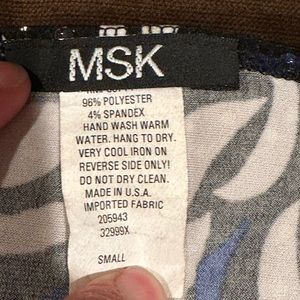 MSK
96% POLYESTER
4% SPANDEX
HAND WASH WARM
WATER. HANG TO DRY.
VERY COOL IRON ON
REVERSE SIDE ONLY!
DO NOT DRY CLEAN.
MADE IN U.S.A.
IMPORTED FABRIC
205943
32999X
SMALL